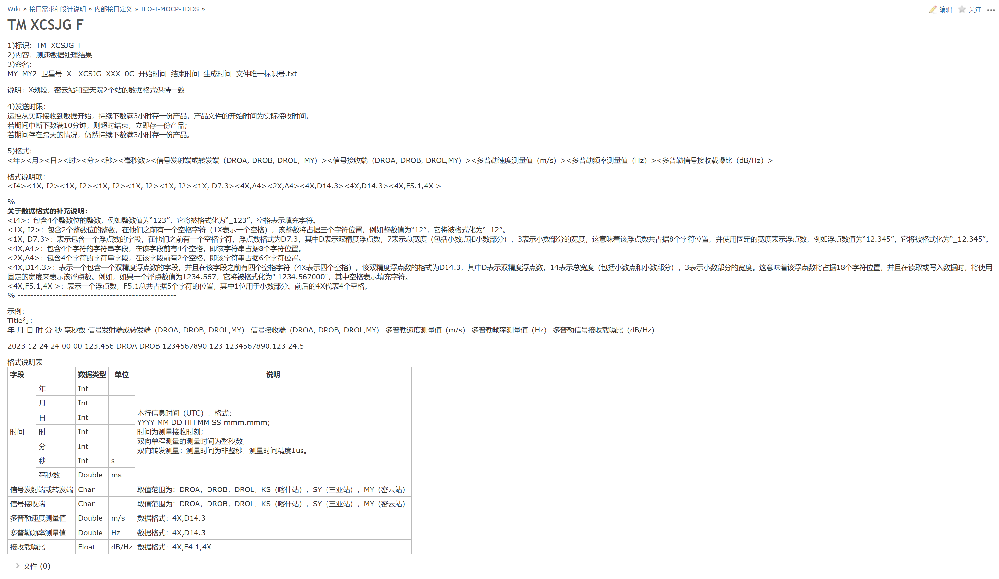 Wiki » 接口需求和设计说明 » 内部接口定义 » IFO-I-MOCP-TDDS »
编辑 关注 •••
TM XCSJG F
1)标识：TM_XCSJG_F
2)内容：测速数据处理结果
3)命名：
MY_MY2_卫星号_X_ XCSJG_XXX_0C_开始时间_结束时间_生成时间_文件唯一标识号.txt
说明：X频段，密云站和空天院2个站的数据格式保持一致
4)发送时限：
运控从实际接收到数据开始，持续下数满3小时存一份产品，产品文件的开始时间为实际接收时间；
若期间中断下数满10分钟，则超时结束，立即存一份产品；
若期间存在跨天的情况，仍然持续下数满3小时存一份产品。
5)格式：
<年><月><日><时><分><秒><毫秒数><信号发射端或转发端（DROA, DROB, DROL，MY）><信号接收端（DROA, DROB, DROL,MY）><多普勒速度测量值（m/s）><多普勒频率测量值（Hz）><多普勒信号接收载噪比（dB/Hz）>
格式说明项：
<I4><1X, I2><1X, I2><1X, I2><1X, I2><1X, I2><1X, D7.3><4X,A4><2X,A4><4X,D14.3><4X,D14.3><4X,F5.1,4X >
% --------------------------------------------------
关于数据格式的补充说明：
<I4>：包含4个整数位的整数，例如整数值为“123”，它将被格式化为“_123”，空格表示填充字符。
<1X, I2>：包含2个整数位的整数，在他们之前有一个空格字符（1X表示一个空格），该整数将占据三个字符位置，例如整数值为“12”，它将被格式化为“_12”。
<1X, D7.3>：表示包含一个浮点数的字段，在他们之前有一个空格字符，浮点数格式为D7.3，其中D表示双精度浮点数，7表示总宽度（包括小数点和小数部分），3表示小数部分的宽度，这意味着该浮点数共占据8个字符位置，并使用固定的宽度表示浮点数，例如浮点数值为“12.345”，它将被格式化为“_12.345”。
<4X,A4>：包含4个字符的字符串字段，在该字段前有4个空格，即该字符串占据8个字符位置。
<2X,A4>：包含4个字符的字符串字段，在该字段前有2个空格，即该字符串占据6个字符位置。
<4X,D14.3>：表示一个包含一个双精度浮点数的字段，并且在该字段之前有四个空格字符（4X表示四个空格）。该双精度浮点数的格式为D14.3，其中D表示双精度浮点数，14表示总宽度（包括小数点和小数部分），3表示小数部分的宽度。这意味着该浮点数将占据18个字符位置，并且在读取或写入数据时，将使用
固定的宽度来表示该浮点数。例如，如果一个浮点数值为1234.567，它将被格式化为" 1234.567000"，其中空格表示填充字符。
<4X,F5.1,4X >：表示一个浮点数，F5.1总共占据5个字符的位置，其中1位用于小数部分。前后的4X代表4个空格。
% --------------------------------------------------
示例：
Title行：
年 月 日 时 分 秒 毫秒数 信号发射端或转发端（DROA, DROB, DROL,MY） 信号接收端（DROA, DROB, DROL,MY） 多普勒速度测量值（m/s） 多普勒频率测量值（Hz） 多普勒信号接收载噪比（dB/Hz）
2023 12 24 24 00 00 123.456 DROA DROB 1234567890.123 1234567890.123 24.5
格式说明表
字段 数据类型 单位 说明
时间
年 Int
月 Int
日 Int
时 Int
分 Int
秒 Int s
毫秒数 Double ms
本行信息时间（UTC），格式：
YYYY MM DD HH MM SS mmm.mmm；
时间为测量接收时刻；
双向单程测量的测量时间为整秒数，
双向转发测量：测量时间为非整秒，测量时间精度1us。
信号发射端或转发端 Char 取值范围为：DROA，DROB，DROL，KS（喀什站），SY（三亚站），MY（密云站）
信号接收端 Char 取值范围为：DROA，DROB，DROL，KS（喀什站），SY（三亚站），MY（密云站）
多普勒速度测量值 Double m/s 数据格式：4X,D14.3
多普勒频率测量值 Double Hz 数据格式：4X,D14.3
接收载噪比 Float dB/Hz 数据格式：4X,F4.1,4X
文件 (0)